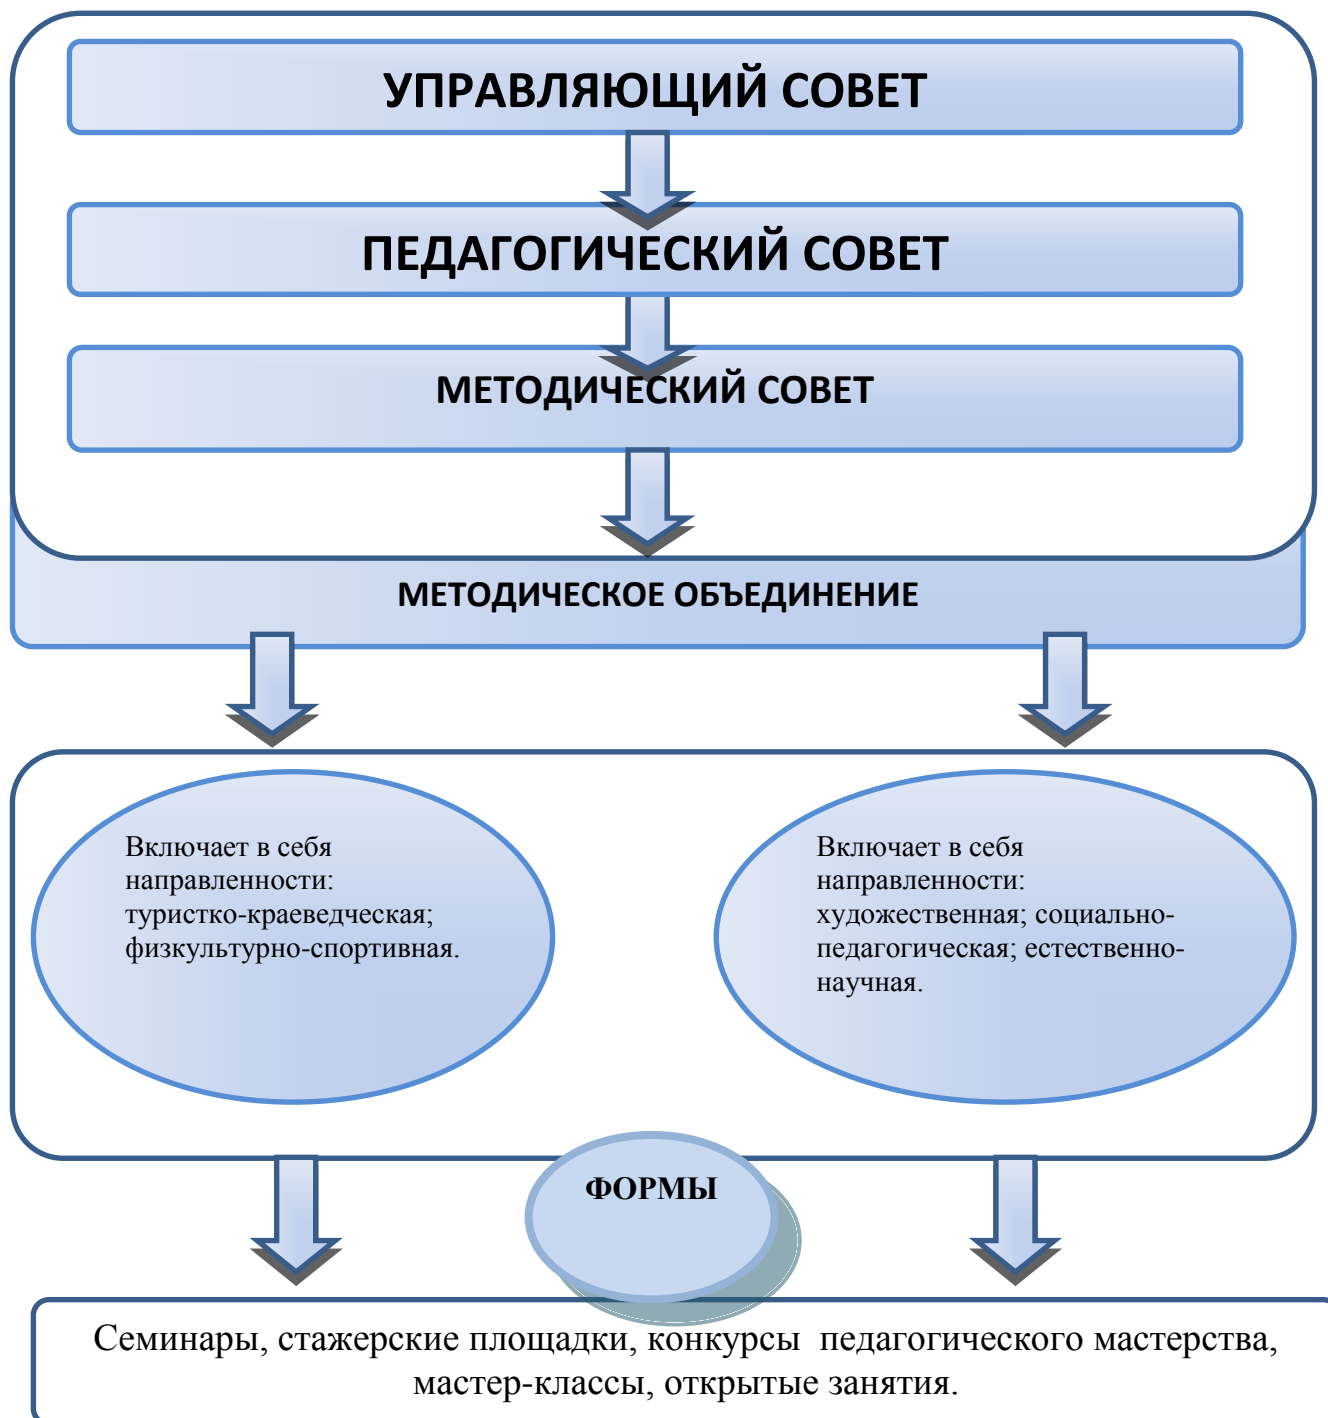 УПРАВЛЯЮЩИЙ СОВЕТ
ПЕДАГОГИЧЕСКИЙ СОВЕТ
МЕТОДИЧЕСКИЙ СОВЕТ
МЕТОДИЧЕСКОЕ ОБЪЕДИНЕНИЕ
Включает в себя
направленности:
туристко-краеведческая;
физкультурно-спортивная.
Включает в себя
направленности:
художественная; социально-
педагогическая; естественно-
научная.
ФОРМЫ
Семинары, стажерские площадки, конкурсы  педагогического мастерства,
мастер-классы, открытые занятия.